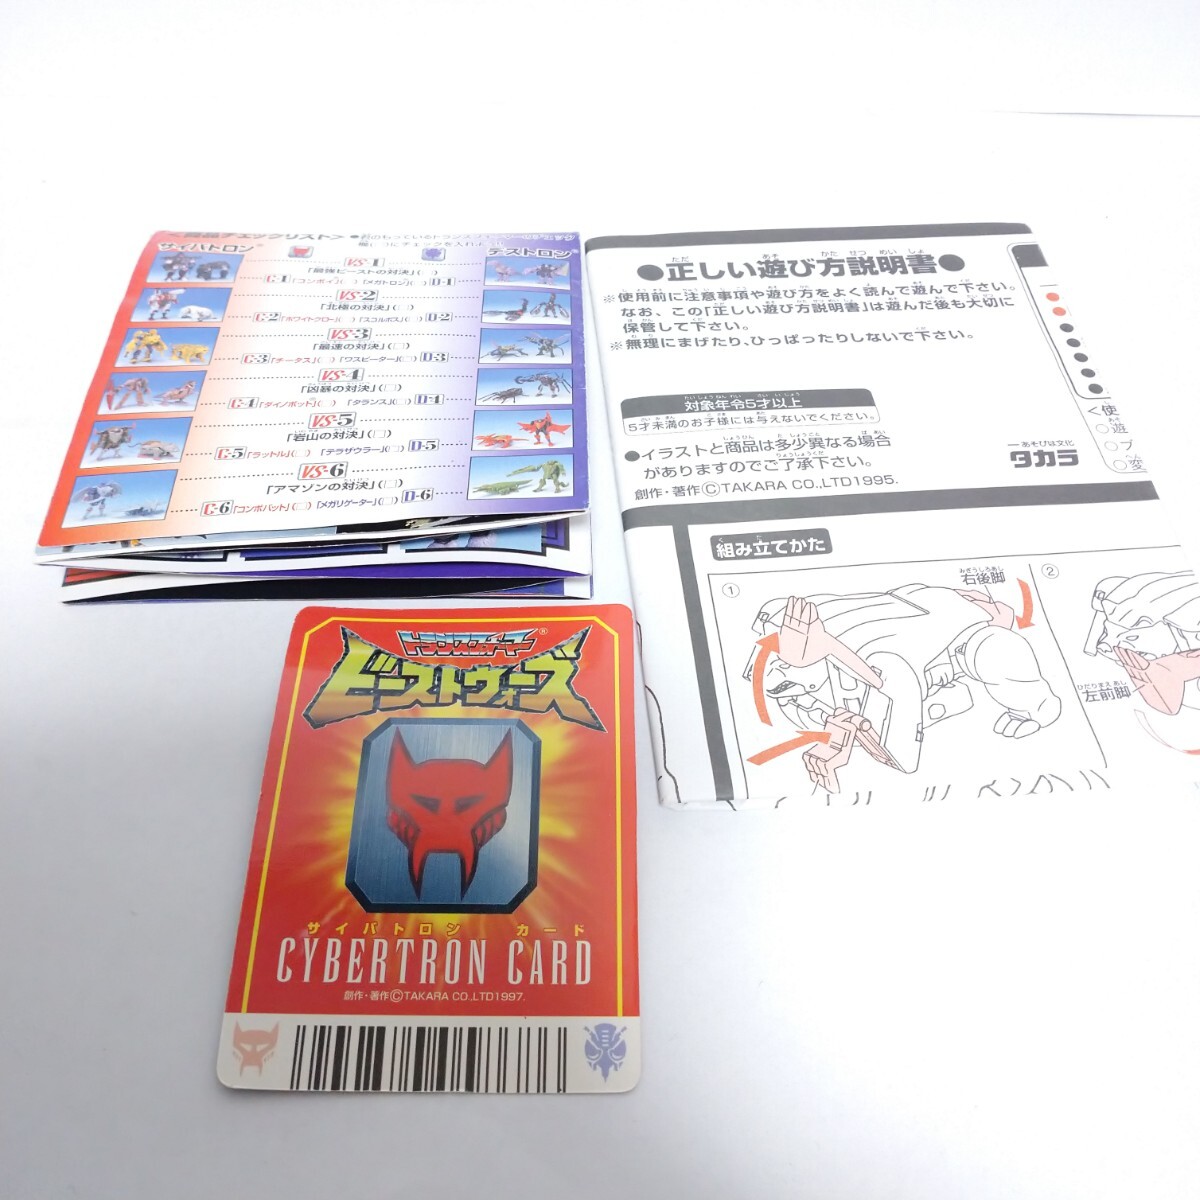 <商品チェックリスト>
サイバトロン®
デストロン®
VS-1
「最強ビーストの対決」(□)
C-1「コンボイ」(□)「メガトロン」(□)D-1
VS-2
「北極の対決」(□)
C-2「ホワイトクロー」(□)「スコルポス」(□)D-2
VS-3
「最速の対決」(□)
C-3「チータス」(□)「ワスピーター」(□)D-3
VS-4
「凶暴の対決」(□)
C-4「ダイノボット」(□)「タランス」(□)D-4
VS-5
「岩山の対決」(□)
C-5「ラットル」(□)「テラザウラー」(□)D-5
VS-6
「アマゾンの対決」(□)
C-6「コンボバット」(□)「メガリゲーター」(□)D-6
●正しい遊び方説明書●
※使用前に注意事項や遊び方をよく読んで遊んで下さい。
なお、この「正しい遊び方説明書」は遊んだ後も大切に
保管して下さい。
※無理にまげたり、ひっぱったりしないで下さい。
対象年令5才以上
5才未満のお子様には与えないでください。
●イラストと商品は多少異なる場合
がありますのでご了承下さい。
創作・著作©TAKARA CO.,LTD1995.
ーあそびは文化
タカラ
<使
○遊
○ブ
○変
組み立てかた
①
右後脚
②
左前脚
トランスフォーマー®
ビーストウォーズ
サイバトロン カード
CYBERTRON CARD
創作・著作©TAKARA CO.,LTD1997.